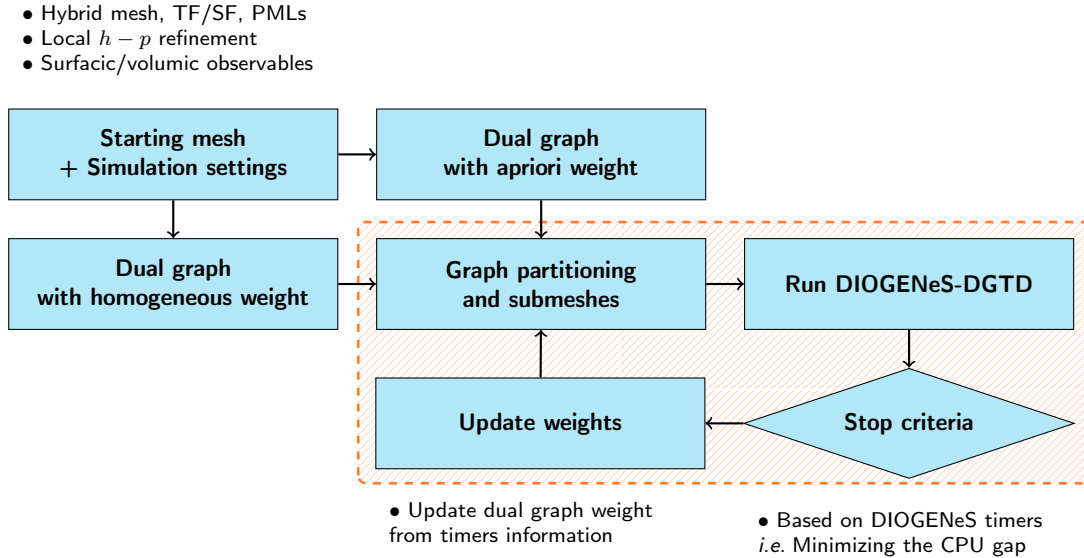 • Hybrid mesh, TF/SF, PMLs
• Local h − p refinement
• Surfacic/volumic observables
Starting mesh
+ Simulation settings
Dual graph
with apriori weight
Dual graph
with homogeneous weight
Graph partitioning
and submeshes
Run DIOGENeS-DGTD
Update weights
Stop criteria
• Update dual graph weight
from timers information
• Based on DIOGENeS timers
i.e. Minimizing the CPU gap